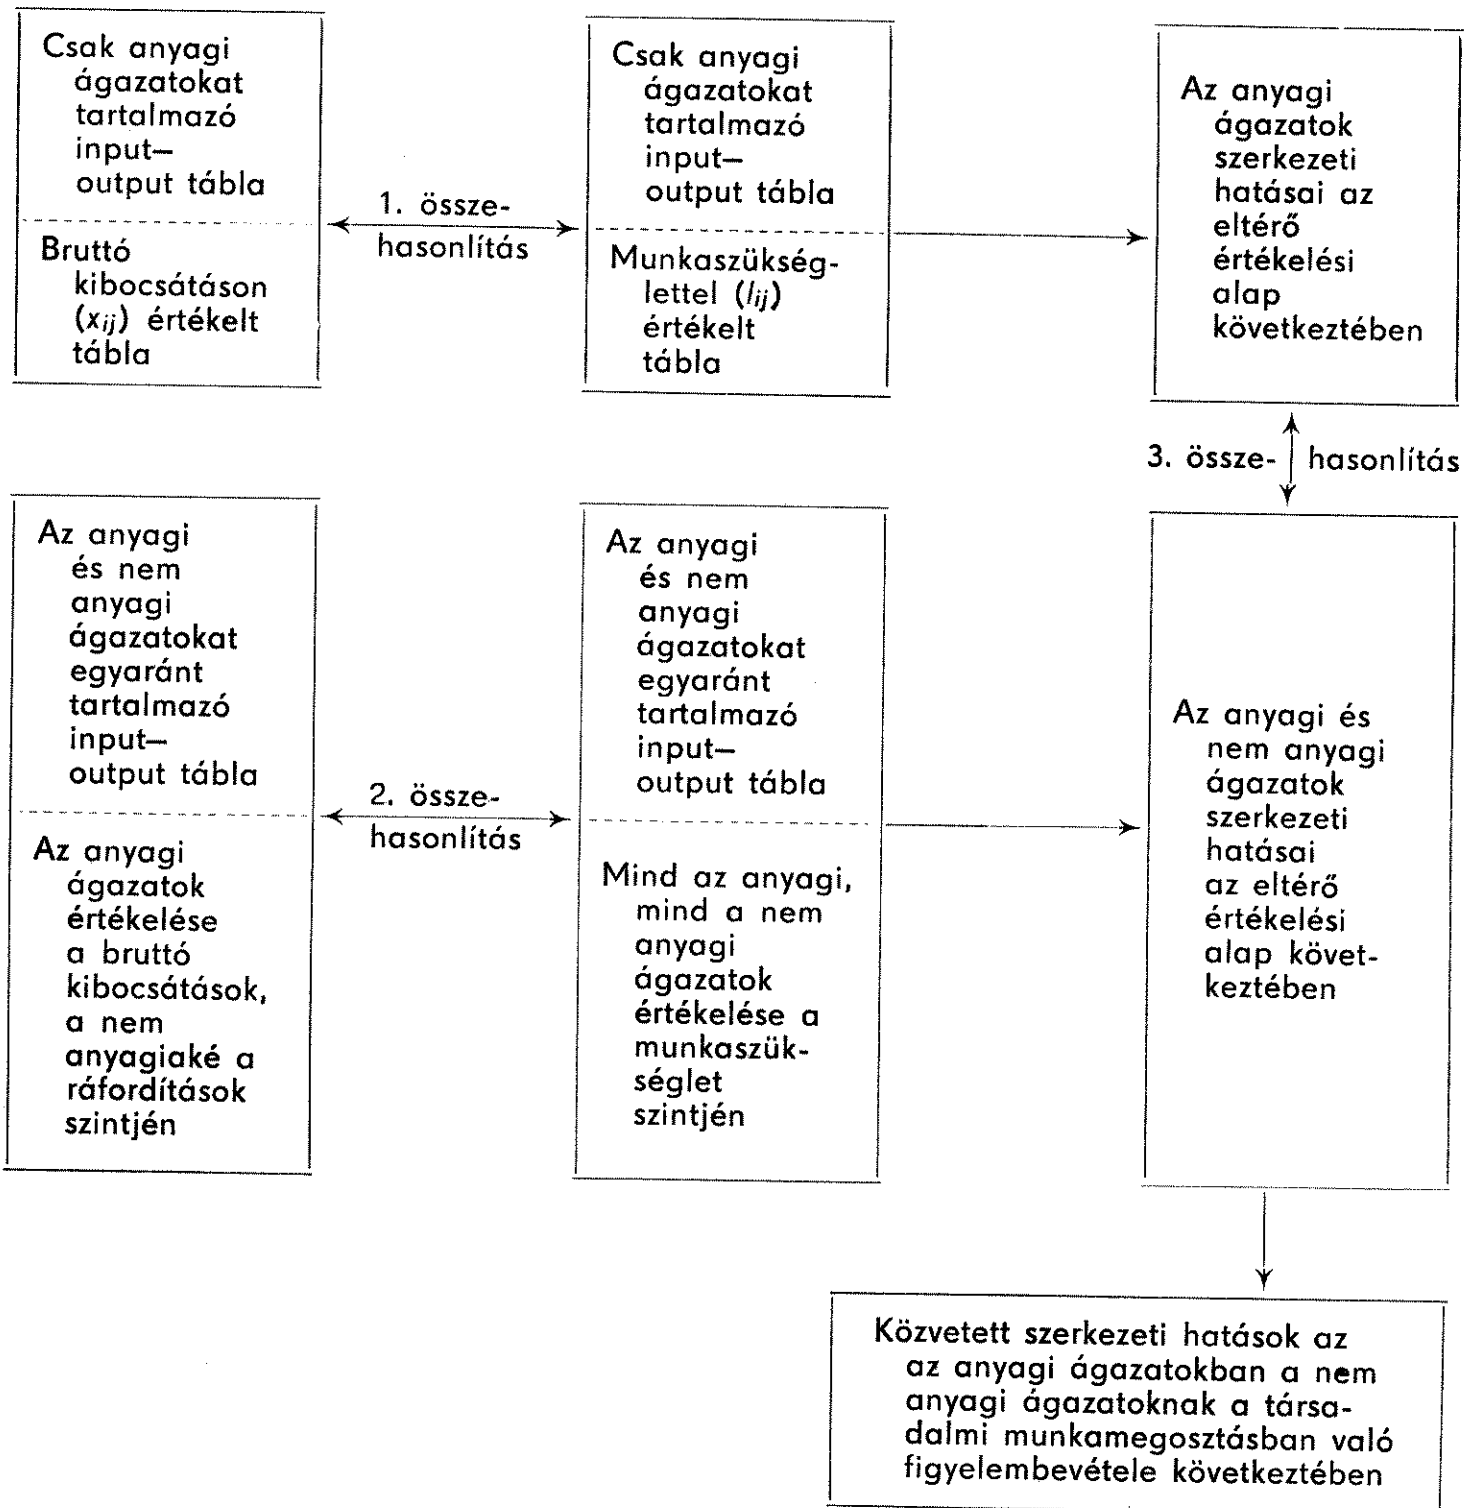 Csak anyagi
ágazatokat
tartalmazó
input—
output tábla
Bruttó
kibocsátáson
(xij) értékelt
tábla
1. össze-
hasonlítás
Csak anyagi
ágazatokat
tartalmazó
input—
output tábla
Munkaszükség-
lettel (lij)
értékelt
tábla
Az anyagi
ágazatok
szerkezeti
hatásai az
eltérő
értékelési
alap
következtében
3. össze- hasonlítás
Az anyagi
és nem
anyagi
ágazatokat
egyaránt
tartalmazó
input—
output tábla
Az anyagi
ágazatok
értékelése
a bruttó
kibocsátások,
a nem
anyagiaké a
ráfordítások
szintjén
2. össze-
hasonlítás
Az anyagi
és nem
anyagi
ágazatokat
egyaránt
tartalmazó
input—
output tábla
Mind az anyagi,
mind a nem
anyagi
ágazatok
értékelése a
munkaszük-
séglet
szintjén
Az anyagi és
nem anyagi
ágazatok
szerkezeti
hatásai
az eltérő
értékelési
alap követ-
keztében
Közvetett szerkezeti hatások az
az anyagi ágazatokban a nem
anyagi ágazatoknak a társa-
dalmi munkamegosztásban való
figyelembevétele következtében